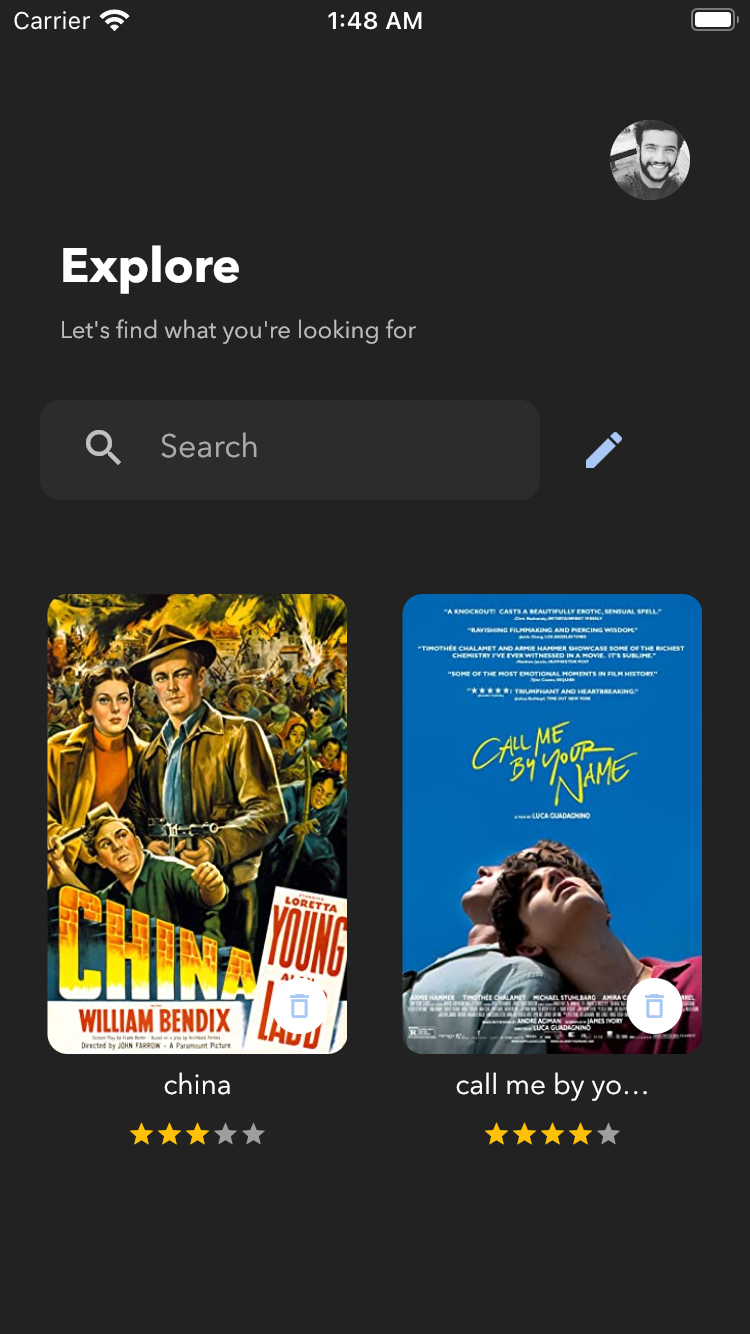 Carrier
1:48 AM
Explore
Let's find what you're looking for
Search
CHINA
STARRING
LORETTA
YOUNG
LADD
WILLIAM BENDIX
Directed by JOHN FARROW - A Paramount Picture
"A KNOCKOUT! CASTS A BEAUTIFULLY EROTIC, SENSUAL SPELL."
"RAVISHING FILMMAKING AND PIERCING WISDOM."
"TIMOTHÉE CHALAMET AND ARMIE HAMMER SHOWCASE SOME OF THE RICHEST
CHEMISTRY I'VE EVER WITNESSED IN A MOVIE. IT'S SUBLIME."
"SOME OF THE MOST EMOTIONAL MOMENTS IN FILM HISTORY."
"★★★★★! TRIUMPHANT AND HEARTBREAKING."
CALL ME
BY YOUR
NAME
A FILM BY LUCA GUADAGNINO
ARMIE HAMMER TIMOTHÉE CHALAMET MICHAEL STUHLBARG AMIRA C
LUCA GUADAGNINO
china
call me by yo…